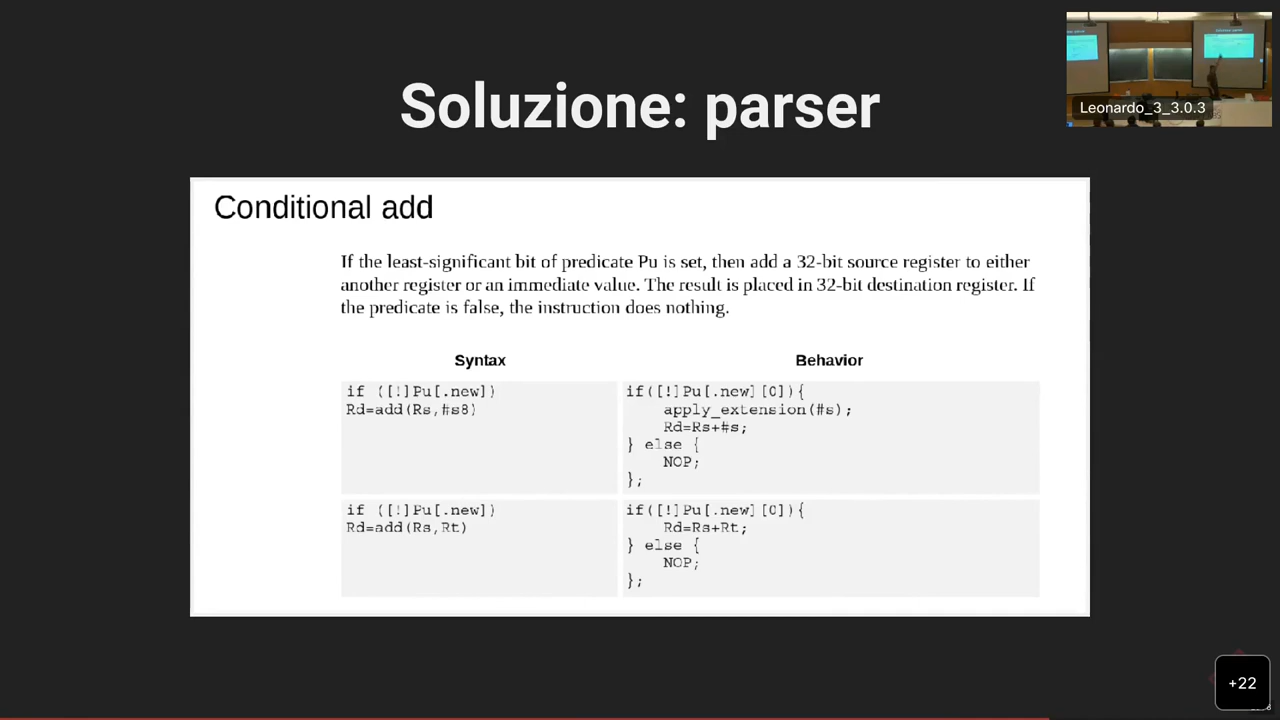 Soluzione: parser
Leonardo_3_3.0.3
Conditional add
If the least-significant bit of predicate Pu is set, then add a 32-bit source register to either
another register or an immediate value. The result is placed in 32-bit destination register. If
the predicate is false, the instruction does nothing.
Syntax
Behavior
if ([!]Pu[.new])
Rd=add(Rs,#s8)
if([!]Pu[.new][0]){
apply_extension(#s);
Rd=Rs+#s;
} else {
NOP;
};
if ([!]Pu[.new])
Rd=add(Rs,Rt)
if([!]Pu[.new][0]){
Rd=Rs+Rt;
} else {
NOP;
};
+22